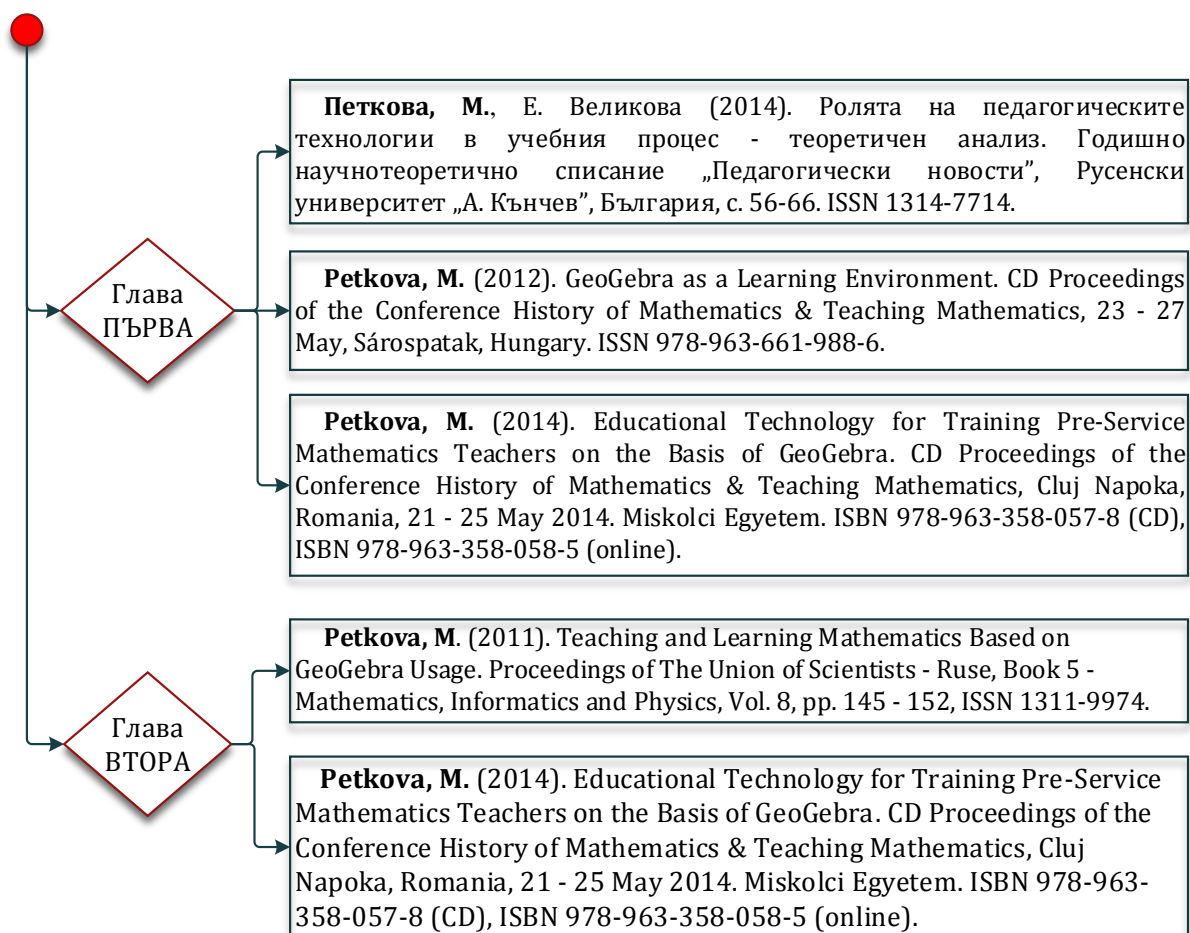 Петкова, М., Е. Великова (2014). Ролята на педагогическите
технологии в учебния процес - теоретичен анализ. Годишно
научнотеоретично списание „Педагогически новости”, Русенски
университет „А. Кънчев”, България, с. 56-66. ISSN 1314-7714.
Глава
ПЪРВА
Petkova, M. (2012). GeoGebra as a Learning Environment. CD Proceedings
of the Conference History of Mathematics & Teaching Mathematics, 23 - 27
May, Sárospatak, Hungary. ISSN 978-963-661-988-6.
Petkova, M. (2014). Educational Technology for Training Pre-Service
Mathematics Teachers on the Basis of GeoGebra. CD Proceedings of the
Conference History of Mathematics & Teaching Mathematics, Cluj Napoka,
Romania, 21 - 25 May 2014. Miskolci Egyetem. ISBN 978-963-358-057-8 (CD),
ISBN 978-963-358-058-5 (online).
Глава
ВТОРА
Petkova, M. (2011). Teaching and Learning Mathematics Based on
GeoGebra Usage. Proceedings of The Union of Scientists - Ruse, Book 5 -
Mathematics, Informatics and Physics, Vol. 8, pp. 145 - 152, ISSN 1311-9974.
Petkova, M. (2014). Educational Technology for Training Pre-Service
Mathematics Teachers on the Basis of GeoGebra. CD Proceedings of the
Conference History of Mathematics & Teaching Mathematics, Cluj
Napoka, Romania, 21 - 25 May 2014. Miskolci Egyetem. ISBN 978-963-
358-057-8 (CD), ISBN 978-963-358-058-5 (online).